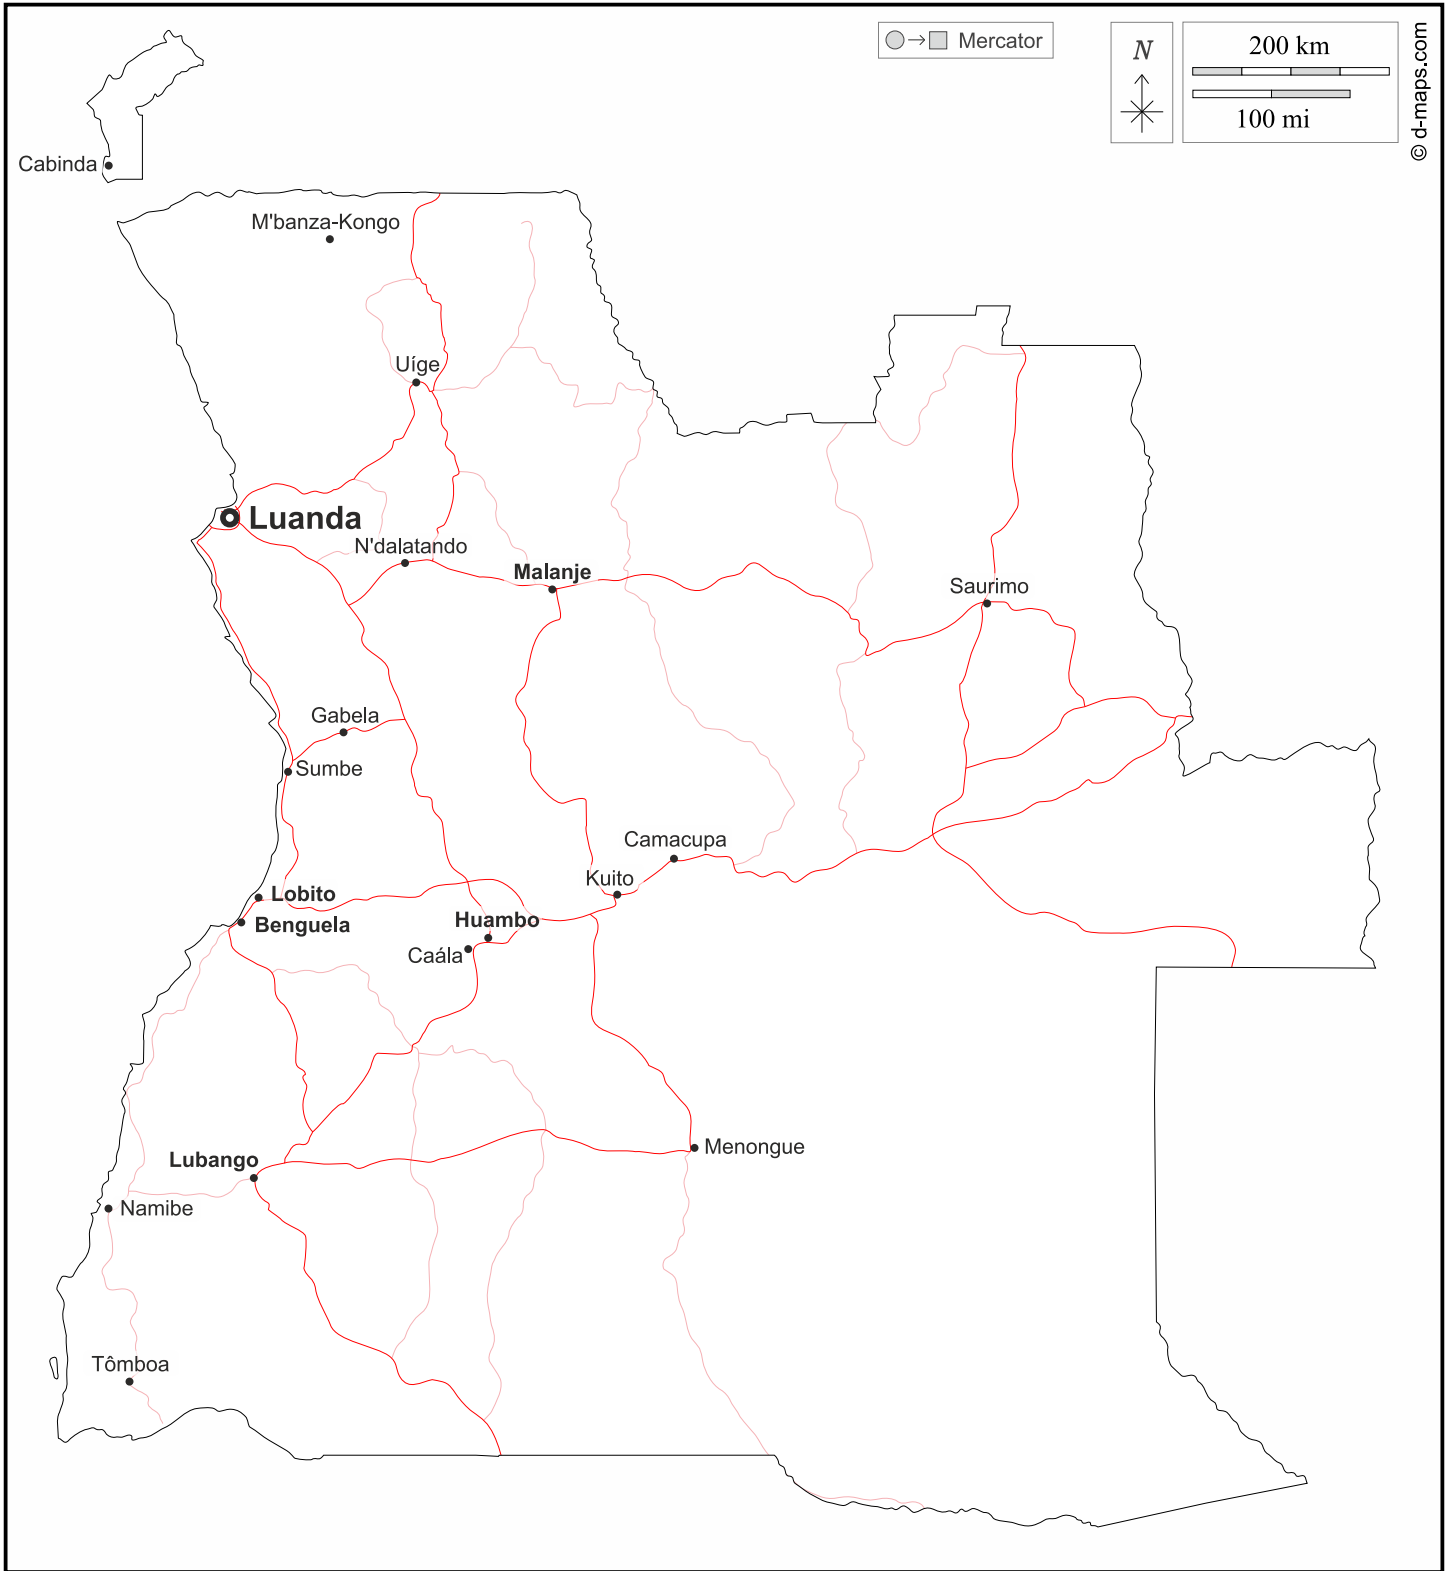 Mercator
N
200 km
100 mi
© d-maps.com
Cabinda
M'banza-Kongo
Uíge
Luanda
N'dalatando
Malanje
Saurimo
Gabela
Sumbe
Camacupa
Kuito
Lobito
Benguela
Huambo
Caála
Menongue
Lubango
Namibe
Tômboa